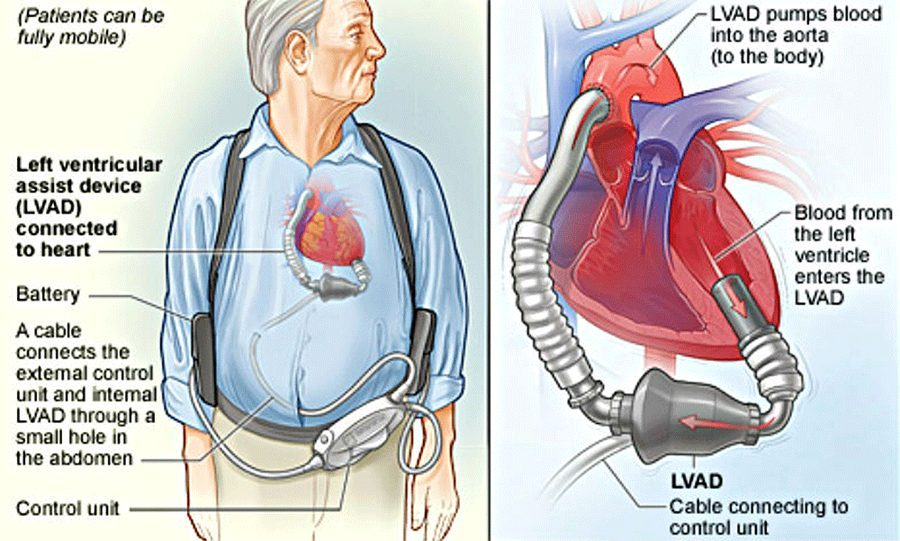 (Patients can be
fully mobile)
Left ventricular
assist device
(LVAD)
connected
to heart
Battery
A cable
connects the
external control
unit and internal
LVAD through a
small hole in
the abdomen
Control unit
LVAD pumps blood
into the aorta
(to the body)
Blood from
the left
ventricle
enters the
LVAD
LVAD
Cable connecting to
control unit